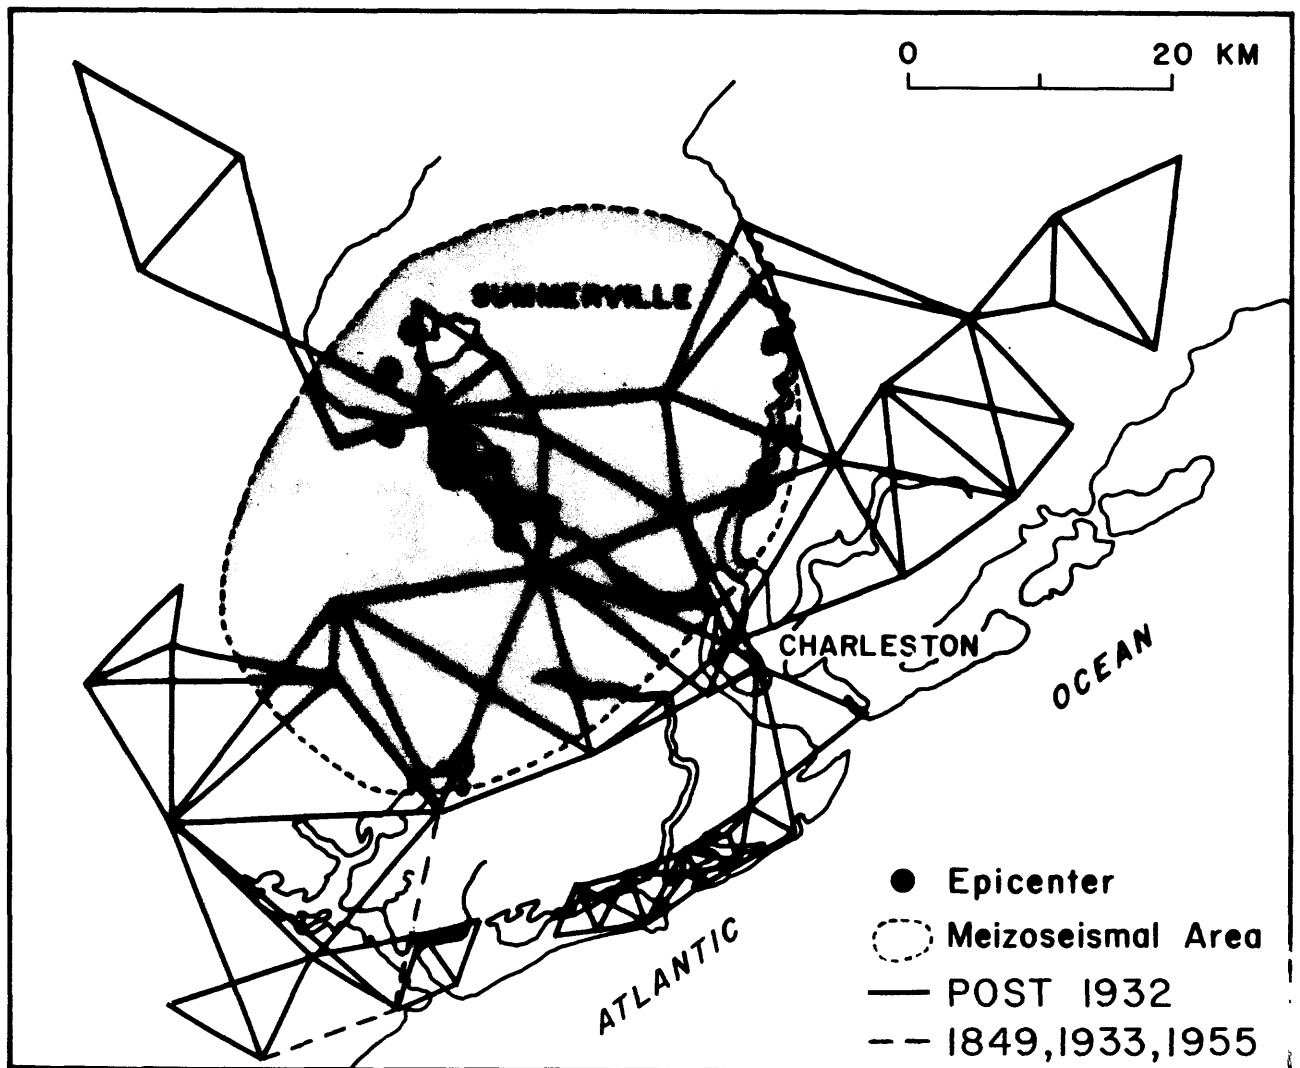 0 20 KM
SUMMERVILLE
CHARLESTON
OCEAN
ATLANTIC
Epicenter
Meizoseismal Area
POST 1932
1849,1933,1955